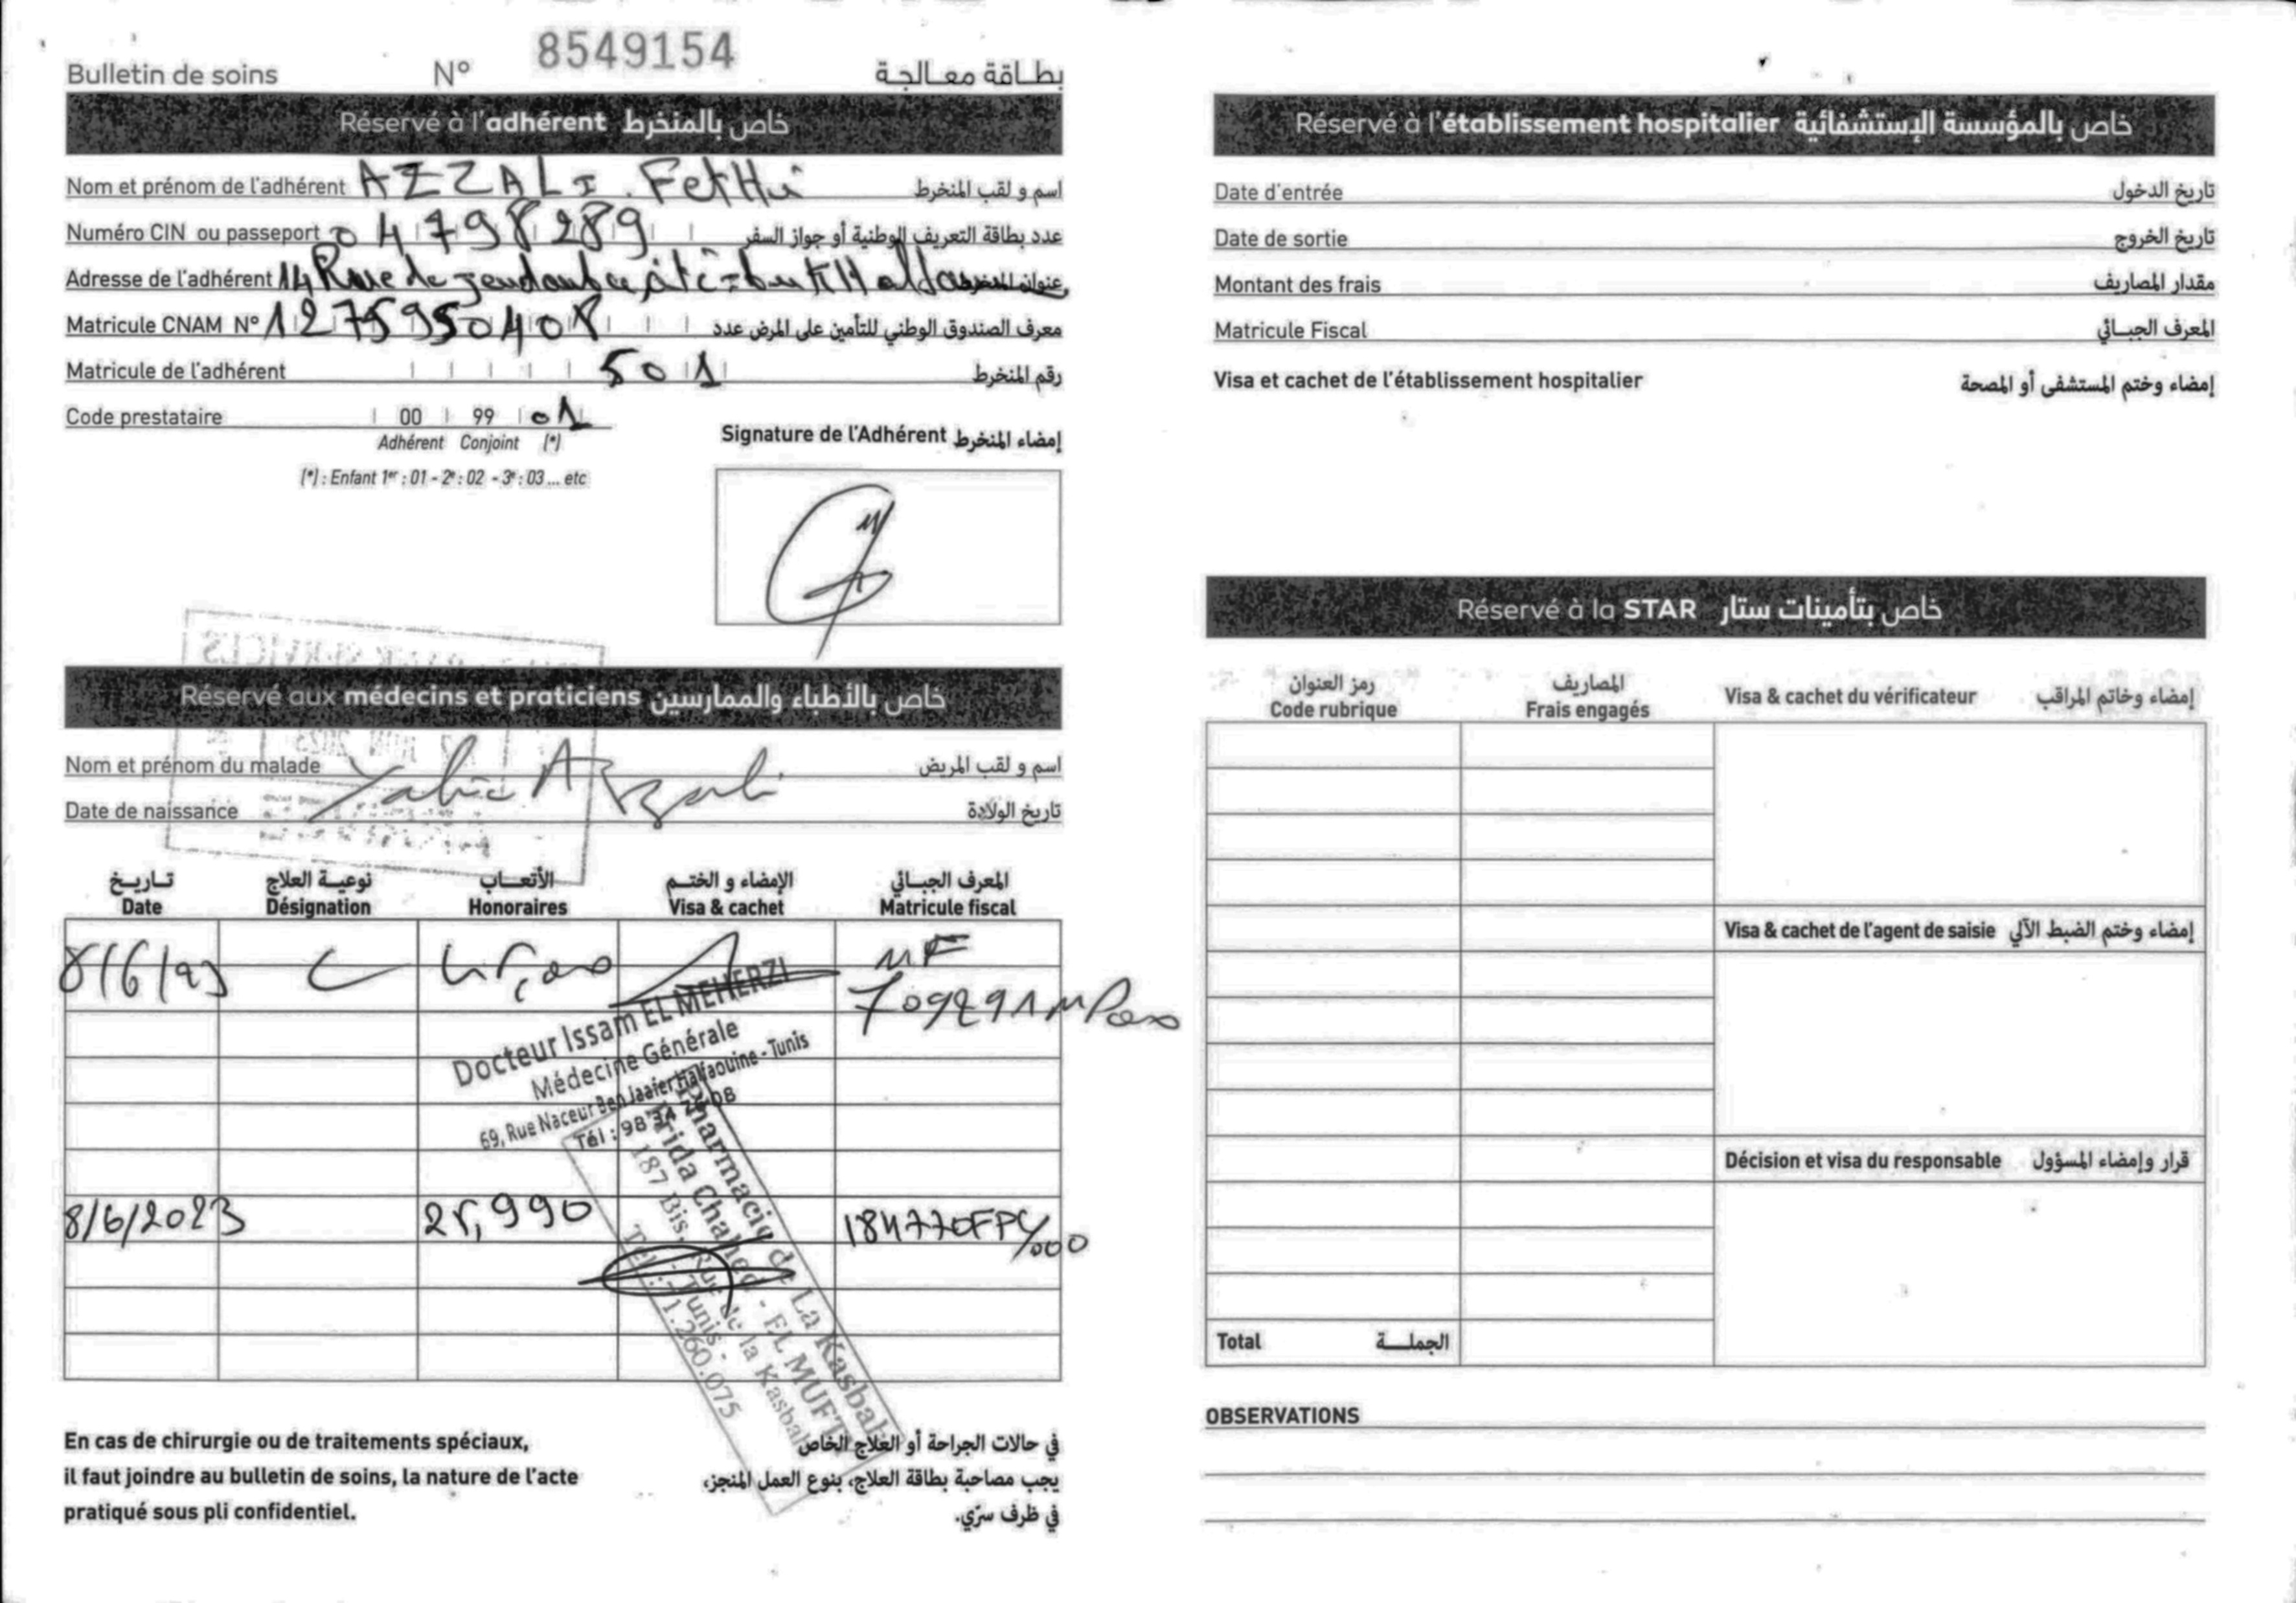 Bulletin de soins N° 8549154 بطاقة معالجة
Réservé à l'adhérent خاص بالمنخرط
Nom et prénom de l'adhérent AZZALI . Fethi اسم و لقب المنخرط
Numéro CIN ou passeport 04798289 عدد بطاقة التعريف الوطنية أو جواز السفر
Adresse de l'adhérent 14 Rue de jendouba
Matricule CNAM N° 1275950408 معرف الصندوق الوطني للتأمين على المرض عدد
Matricule de l'adhérent 501 رقم المنخرط
Code prestataire 00 99 01
Adhérent Conjoint (*)
(*) : Enfant 1er : 01 - 2e : 02 - 3e : 03 ... etc
Signature de l'Adhérent إمضاء المنخرط
Réservé aux médecins et praticiens خاص بالأطباء والممارسين
Nom et prénom du malade Yahia Azzali اسم و لقب المريض
Date de naissance تاريخ الولادة
تاريخ نوعية العلاج الأتعاب الإمضاء و الختم المعرف الجبائي
Date Désignation Honoraires Visa & cachet Matricule fiscal
8/6/23 C MF
Docteur Issam EL MEHERZI
Médecine Générale
69, Rue Naceur Ben Jaafer Halfaouine - Tunis
Tél : 98 34
8/6/2023 25,990 184770FPC/000
Pharmacie de La Kasbah
Frida Chahed - EL MUFTI
187 Bis, Rue de la Kasbah
- Tunis -
Tél : 71.260.075
En cas de chirurgie ou de traitements spéciaux,
il faut joindre au bulletin de soins, la nature de l'acte
pratiqué sous pli confidentiel.
في حالات الجراحة أو العلاج الخاص
يجب مصاحبة بطاقة العلاج، بنوع العمل المنجز،
في ظرف سرّي.
Réservé à l'établissement hospitalier خاص بالمؤسسة الإستشفائية
Date d'entrée تاريخ الدخول
Date de sortie تاريخ الخروج
Montant des frais مقدار المصاريف
Matricule Fiscal المعرف الجبائي
Visa et cachet de l'établissement hospitalier إمضاء وختم المستشفى أو المصحة
Réservé à la STAR خاص بتأمينات ستار
رمز العنوان المصاريف
Code rubrique Frais engagés Visa & cachet du vérificateur إمضاء وخاتم المراقب
Visa & cachet de l'agent de saisie إمضاء وختم الضبط الآلي
Décision et visa du responsable قرار وإمضاء المسؤول
Total الجملة
OBSERVATIONS